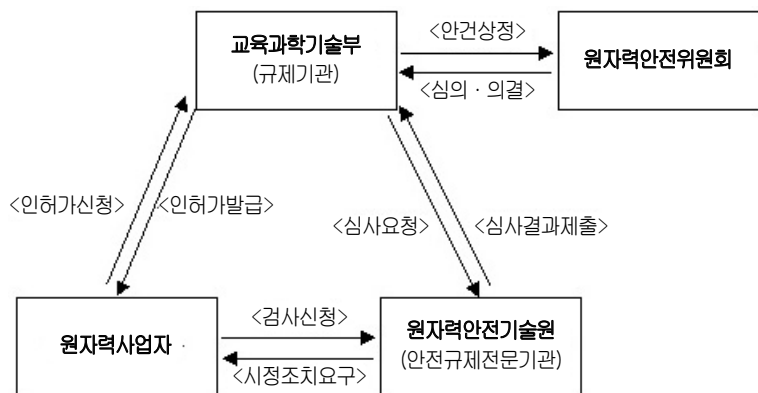 교육과학기술부
(규제기관)
<안건상정>
<심의 · 의결>
원자력안전위원회
<인허가신청>
<인허가발급>
<심사요청>
<심사결과제출>
원자력사업자
<검사신청>
<시정조치요구>
원자력안전기술원
(안전규제전문기관)